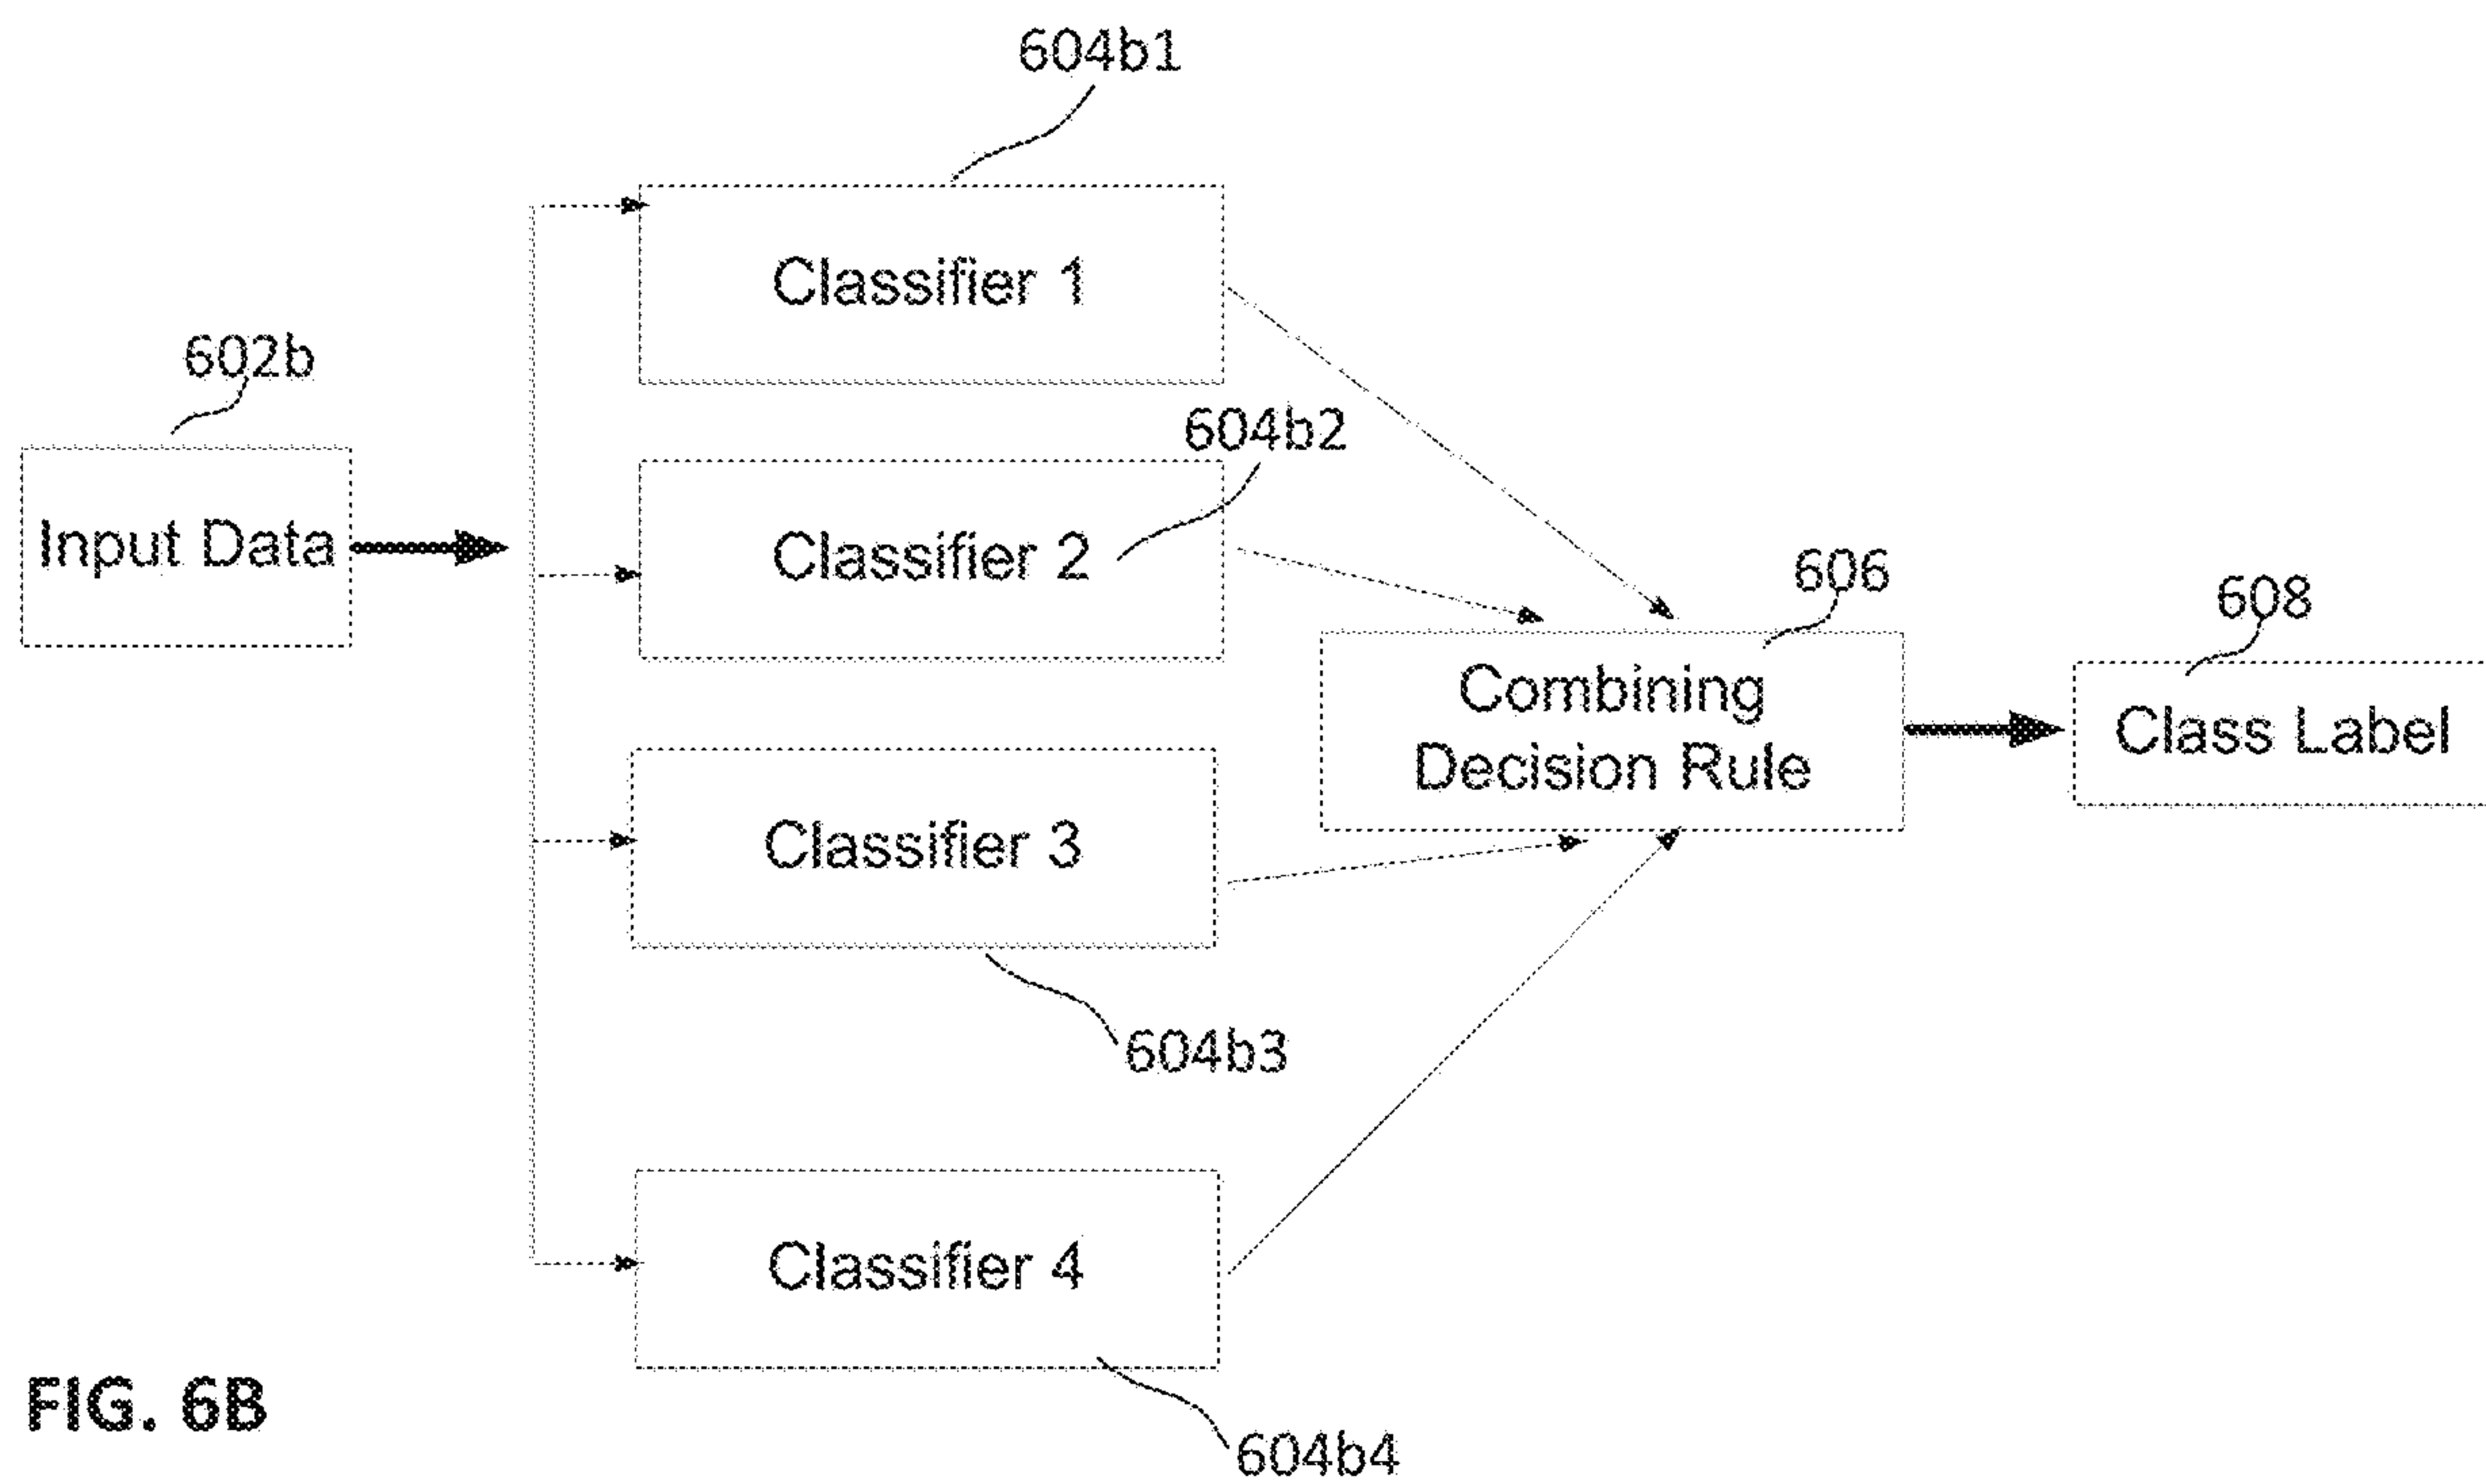 604b1
Classifier 1
602b
604b2
Input Data
Classifier 2
606
608
Combining
Decision Rule
Class Label
Classifier 3
604b3
Classifier 4
FIG. 6B
604b4